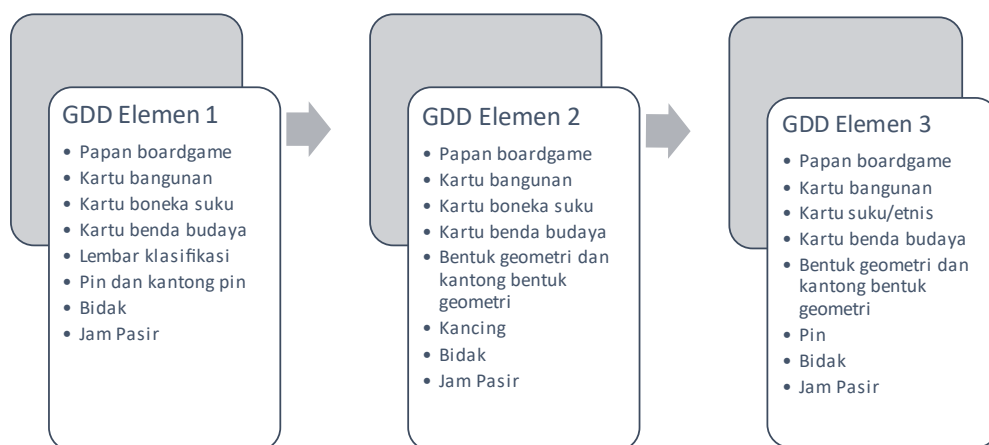 GDD Elemen 1
• Papan boardgame
• Kartu bangunan
• Kartu boneka suku
• Kartu benda budaya
• Lembar klasifikasi
• Pin dan kantong pin
• Bidak
• Jam Pasir
GDD Elemen 2
• Papan boardgame
• Kartu bangunan
• Kartu boneka suku
• Kartu benda budaya
• Bentuk geometri dan
kantong bentuk
geometri
• Kancing
• Bidak
• Jam Pasir
GDD Elemen 3
• Papan boardgame
• Kartu bangunan
• Kartu suku/etnis
• Kartu benda budaya
• Bentuk geometri dan
kantong bentuk
geometri
• Pin
• Bidak
• Jam Pasir